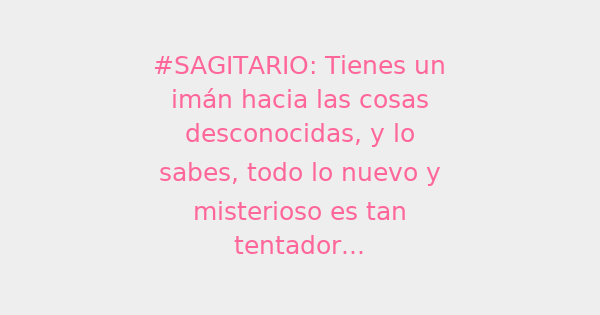 #SAGITARIO: Tienes un
imán hacia las cosas
desconocidas, y lo
sabes, todo lo nuevo y
misterioso es tan
tentador...